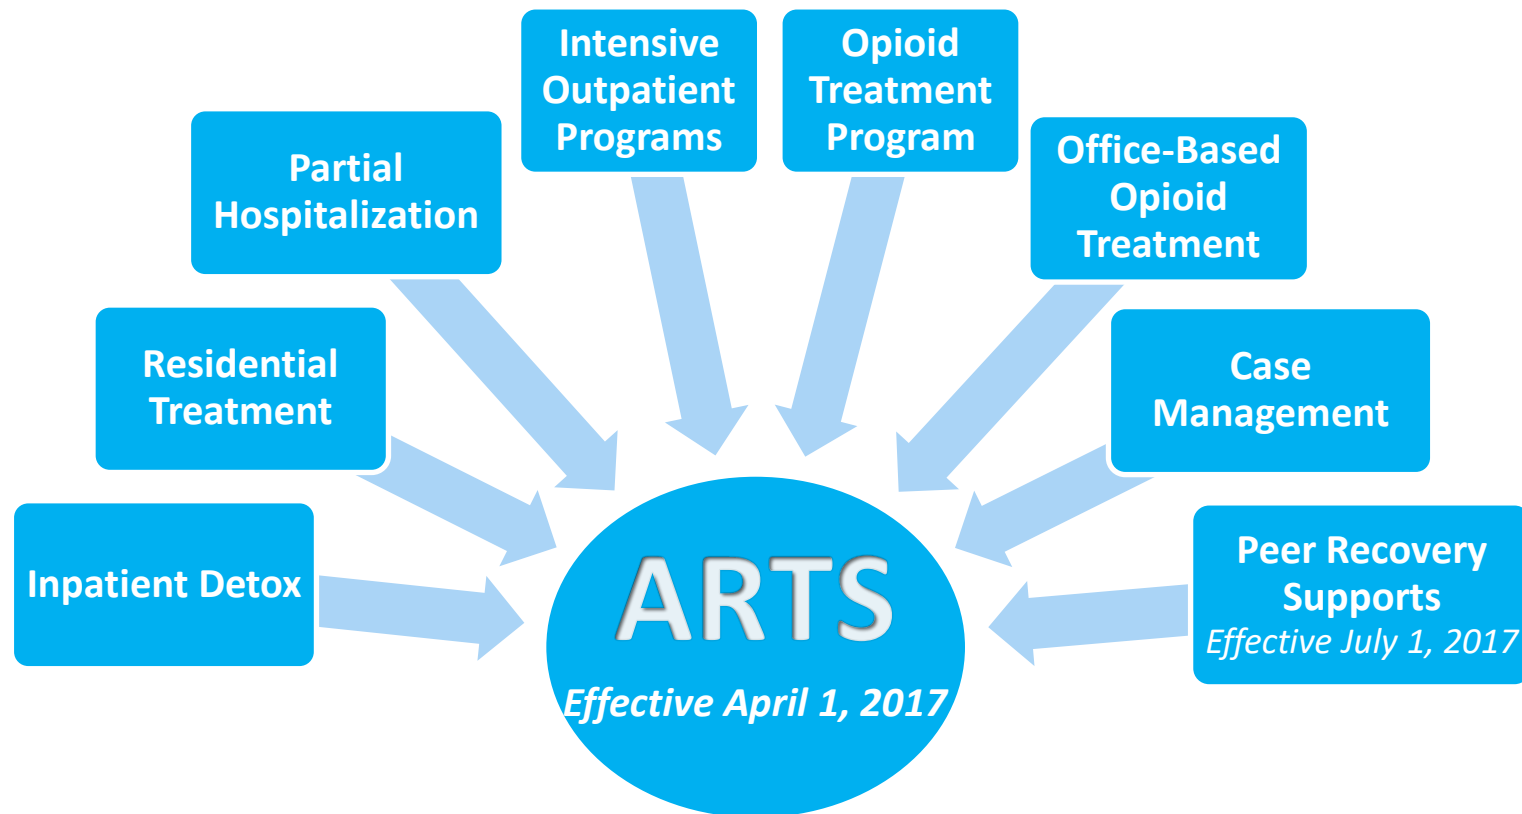 Intensive
Outpatient
Programs
Opioid
Treatment
Program
Partial
Hospitalization
Office-Based
Opioid
Treatment
Residential
Treatment
Case
Management
Inpatient Detox
Peer Recovery
Supports
Effective July 1, 2017
ARTS
Effective April 1, 2017